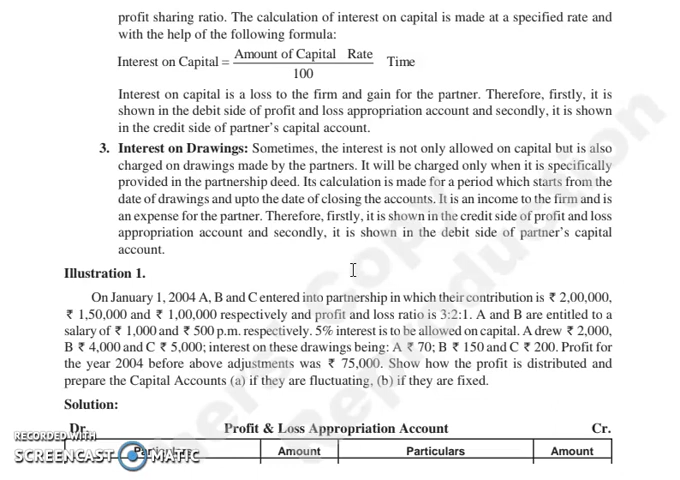 profit sharing ratio. The calculation of interest on capital is made at a specified rate and
with the help of the following formula:
Interest on Capital = Amount of Capital Rate Time
100
Interest on capital is a loss to the firm and gain for the partner. Therefore, firstly, it is
shown in the debit side of profit and loss appropriation account and secondly, it is shown
in the credit side of partner's capital account.
3. Interest on Drawings: Sometimes, the interest is not only allowed on capital but is also
charged on drawings made by the partners. It will be charged only when it is specifically
provided in the partnership deed. Its calculation is made for a period which starts from the
date of drawings and upto the date of closing the accounts. It is an income to the firm and is
an expense for the partner. Therefore, firstly, it is shown in the credit side of profit and loss
appropriation account and secondly, it is shown in the debit side of partner's capital
account.
Illustration 1.
On January 1, 2004 A, B and C entered into partnership in which their contribution is ₹ 2,00,000,
₹ 1,50,000 and ₹ 1,00,000 respectively and profit and loss ratio is 3:2:1. A and B are entitled to a
salary of ₹ 1,000 and ₹ 500 p.m. respectively. 5% interest is to be allowed on capital. A drew ₹ 2,000,
B ₹ 4,000 and C ₹ 5,000; interest on these drawings being: A ₹ 70; B ₹ 150 and C ₹ 200. Profit for
the year 2004 before above adjustments was ₹ 75,000. Show how the profit is distributed and
prepare the Capital Accounts (a) if they are fluctuating, (b) if they are fixed.
Solution:
Dr. Profit & Loss Appropriation Account Cr.
RECORDED WITH
Amount Particulars Amount
SCREENCAST MATIC